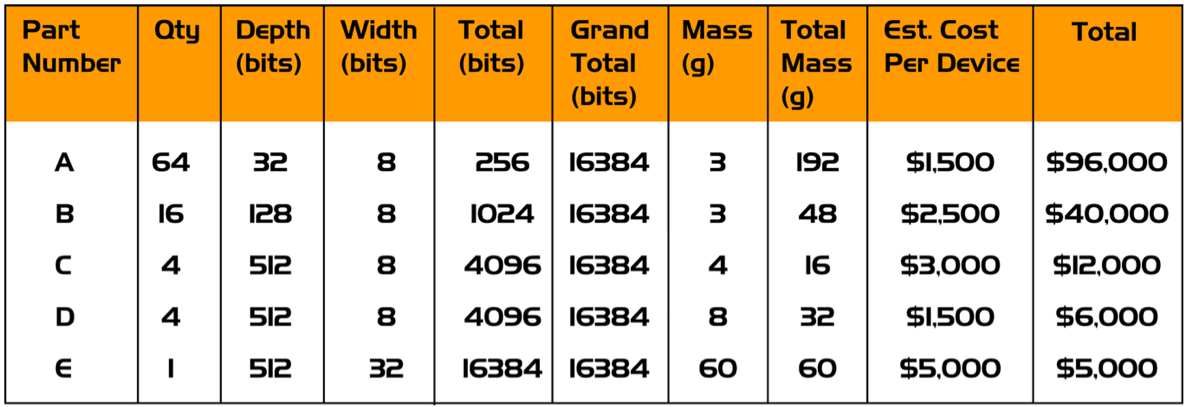 Part Number Qty Depth (bits) Width (bits) Total (bits) Grand Total (bits) Mass (g) Total Mass (g) Est. Cost Per Device Total
A 64 32 8 256 16384 3 192 $1,500 $96,000
B 16 128 8 1024 16384 3 48 $2,500 $40,000
C 4 512 8 4096 16384 4 16 $3,000 $12,000
D 4 512 8 4096 16384 8 32 $1,500 $6,000
E 1 512 32 16384 16384 60 60 $5,000 $5,000